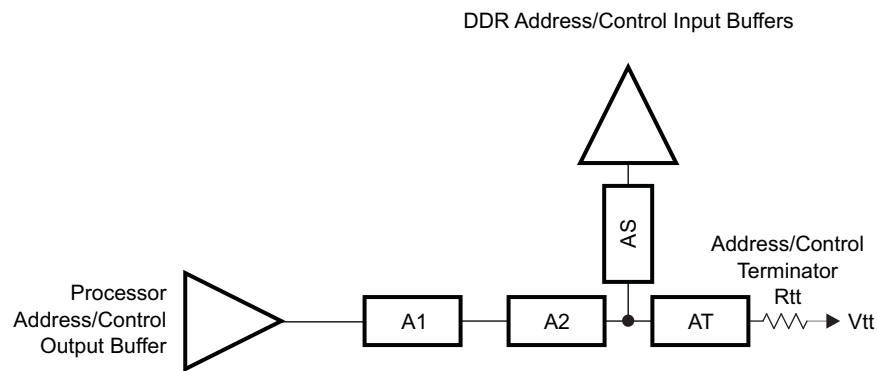 DDR Address/Control Input Buffers
AS
Address/Control
Terminator
Rtt
Processor
Address/Control
Output Buffer
A1
A2
AT
Vtt